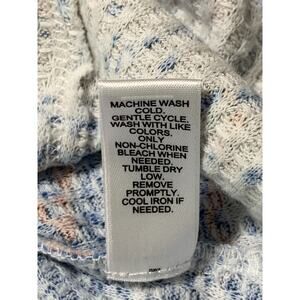 MACHINE WASH
COLD.
GENTLE CYCLE.
WASH WITH LIKE
COLORS.
ONLY
NON-CHLORINE
BLEACH WHEN
NEEDED.
TUMBLE DRY
LOW.
REMOVE
PROMPTLY.
COOL IRON IF
NEEDED.